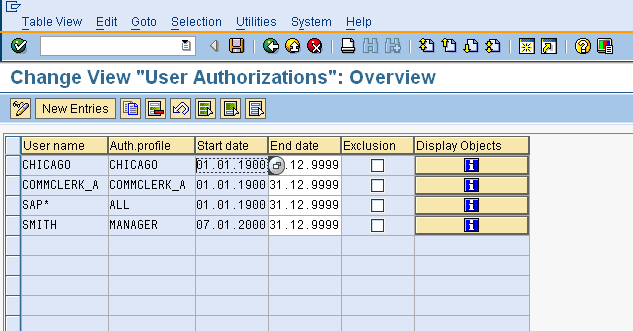 Table View Edit Goto Selection Utilities System Help
Change View "User Authorizations": Overview
New Entries
User name Auth.profile Start date End date Exclusion Display Objects
CHICAGO CHICAGO 01.01.1900 .12.9999
COMMCLERK_A COMMCLERK_A 01.01.1900 31.12.9999
SAP* ALL 01.01.1900 31.12.9999
SMITH MANAGER 07.01.2000 31.12.9999